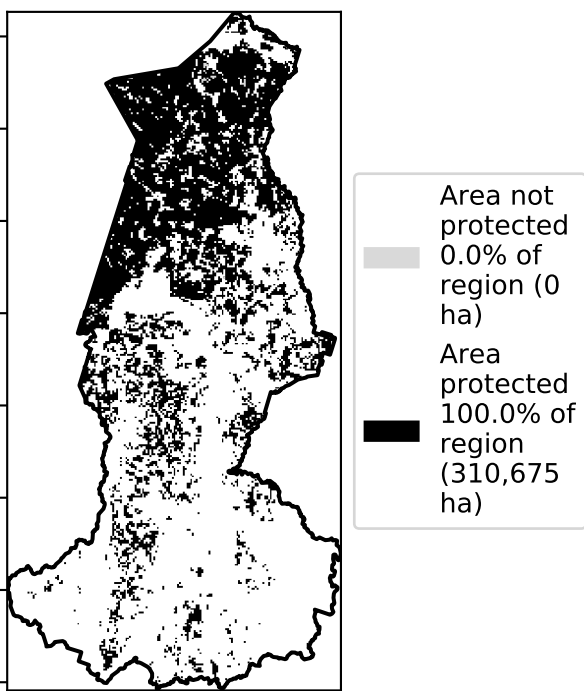 Area not
protected
0.0% of
region (0
ha)
Area
protected
100.0% of
region
(310,675
ha)